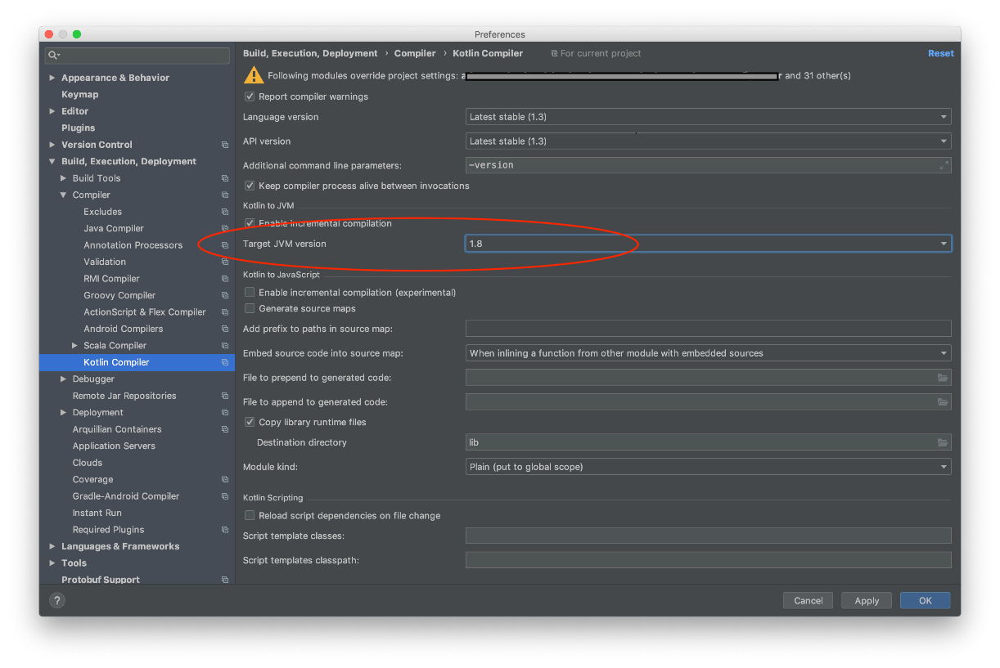 Preferences
Build, Execution, Deployment › Compiler › Kotlin Compiler For current project Reset
Following modules override project settings: and 31 other(s)
Appearance & Behavior
Keymap
Editor
Plugins
Version Control
Build, Execution, Deployment
Build Tools
Compiler
Excludes
Java Compiler
Annotation Processors
Validation
RMI Compiler
Groovy Compiler
ActionScript & Flex Compiler
Android Compilers
Scala Compiler
Kotlin Compiler
Debugger
Remote Jar Repositories
Deployment
Arquillian Containers
Application Servers
Clouds
Coverage
Gradle-Android Compiler
Instant Run
Required Plugins
Languages & Frameworks
Tools
Protobuf Support
Report compiler warnings
Language version Latest stable (1.3)
API version Latest stable (1.3)
Additional command line parameters: -version
Keep compiler process alive between invocations
Kotlin to JVM
Enable incremental compilation
Target JVM version 1.8
Kotlin to JavaScript
Enable incremental compilation (experimental)
Generate source maps
Add prefix to paths in source map:
Embed source code into source map: When inlining a function from other module with embedded sources
File to prepend to generated code:
File to append to generated code:
Copy library runtime files
Destination directory lib
Module kind: Plain (put to global scope)
Kotlin Scripting
Reload script dependencies on file change
Script template classes:
Script templates classpath:
? Cancel Apply OK